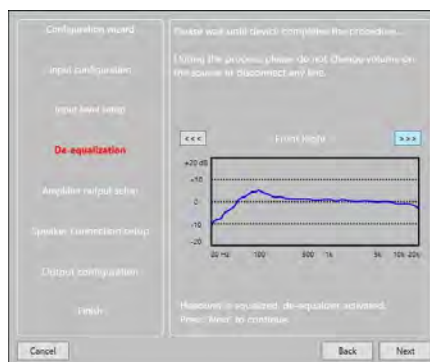 Configuration wizard
Input configuration
Input level setup
De-equalization
Amplifier output setup
Speaker connection setup
Output configuration
Finish
Please wait until device completes the procedure...
During the process, please do not change volume on
the source or disconnect any line.
<<<
Front Right
>>>
+20 dB
+10
0
-10
-20
20 Hz
100
500
1k
5k
10k
20k
Headunit is equalized, de-equalizer activated.
Press "Next" to continue.
Cancel
Back
Next